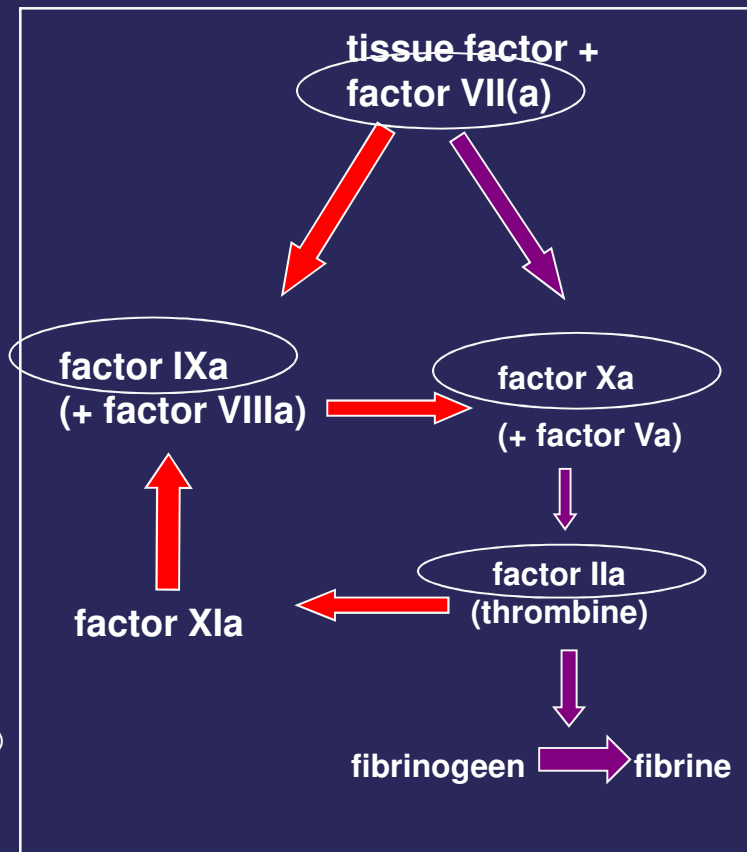 tissue factor +
factor VII(a)
factor IXa
(+ factor VIIIa)
factor Xa
(+ factor Va)
factor IIa
(thrombine)
factor XIa
fibrinogeen
fibrine